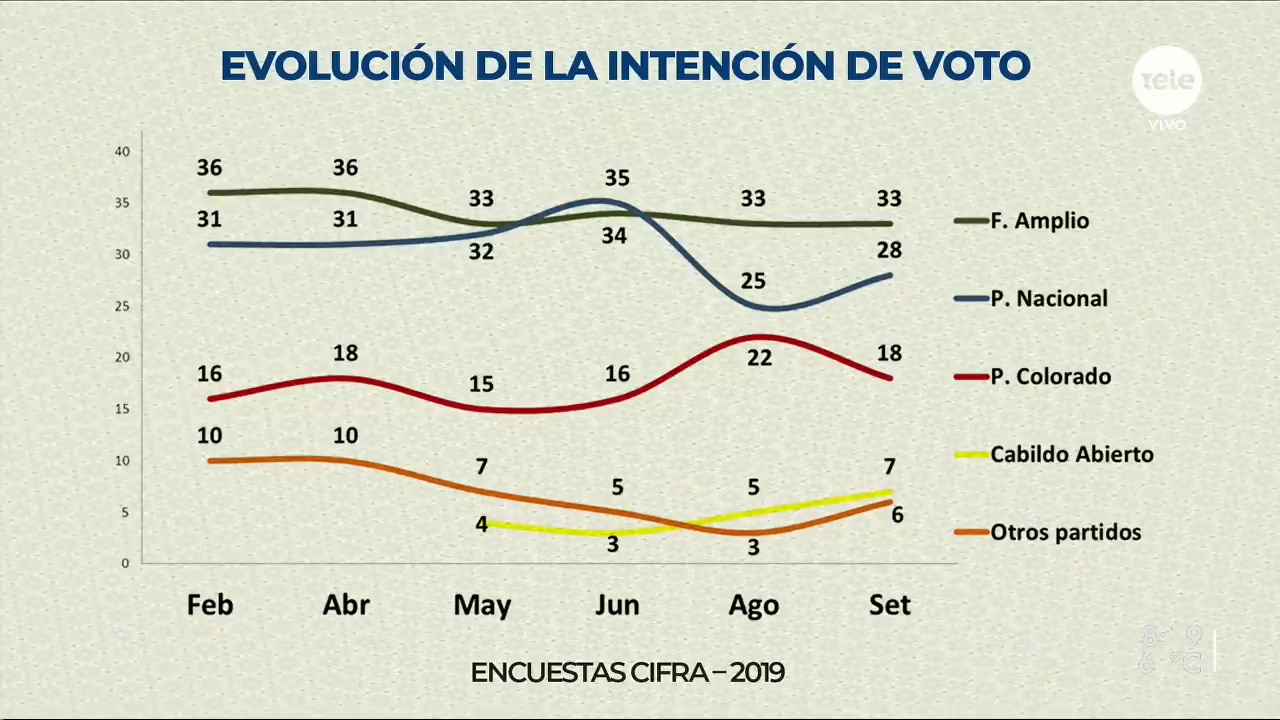 EVOLUCIÓN DE LA INTENCIÓN DE VOTO
tele
VIVO
40
35
30
25
20
15
10
5
0
36 36 33 35 33 33
31 31 32 34 25 28
16 18 15 16 22 18
10 10 7 5 5 7
4 3 3 6
F. Amplio
P. Nacional
P. Colorado
Cabildo Abierto
Otros partidos
Feb Abr May Jun Ago Set
ENCUESTAS CIFRA – 2019